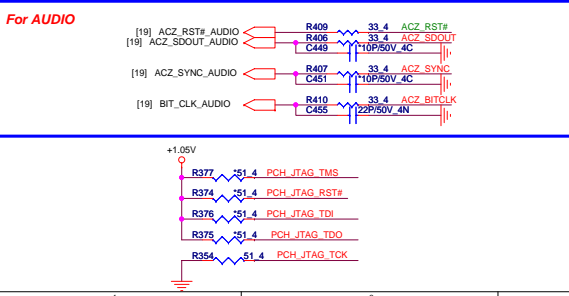 For AUDIO
[19] ACZ_RST#_AUDIO R409 33_4 ACZ_RST#
[19] ACZ_SDOUT_AUDIO R406 33_4 ACZ_SDOUT
C449 *10P/50V_4C
[19] ACZ_SYNC_AUDIO R407 33_4 ACZ_SYNC
C451 *10P/50V_4C
[19] BIT_CLK_AUDIO R410 33_4 ACZ_BITCLK
C455 22P/50V_4N
+1.05V
R377 *51_4 PCH_JTAG_TMS
R374 *51_4 PCH_JTAG_RST#
R376 *51_4 PCH_JTAG_TDI
R375 *51_4 PCH_JTAG_TDO
R354 51_4 PCH_JTAG_TCK